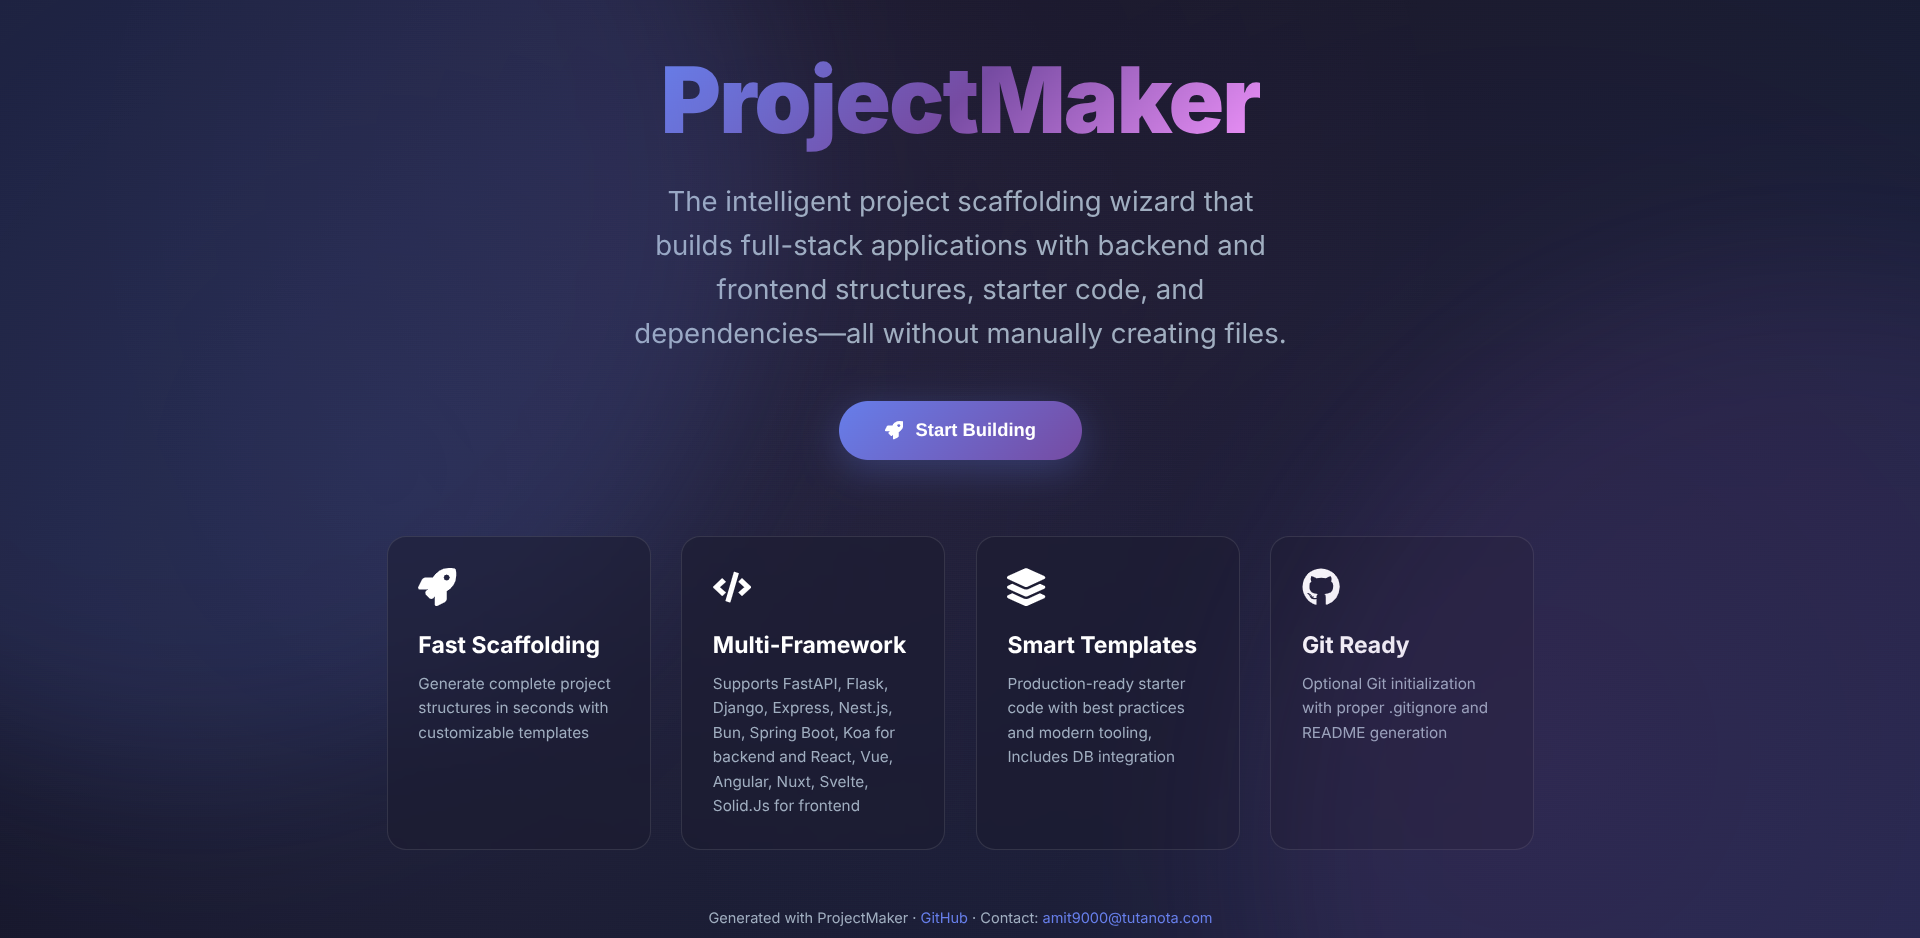 ProjectMaker
The intelligent project scaffolding wizard that
builds full-stack applications with backend and
frontend structures, starter code, and
dependencies—all without manually creating files.
Start Building
Fast Scaffolding
Generate complete project
structures in seconds with
customizable templates
Multi-Framework
Supports FastAPI, Flask,
Django, Express, Nest.js,
Bun, Spring Boot, Koa for
backend and React, Vue,
Angular, Nuxt, Svelte,
Solid.Js for frontend
Smart Templates
Production-ready starter
code with best practices
and modern tooling,
Includes DB integration
Git Ready
Optional Git initialization
with proper .gitignore and
README generation
Generated with ProjectMaker · GitHub · Contact: amit9000@tutanota.com